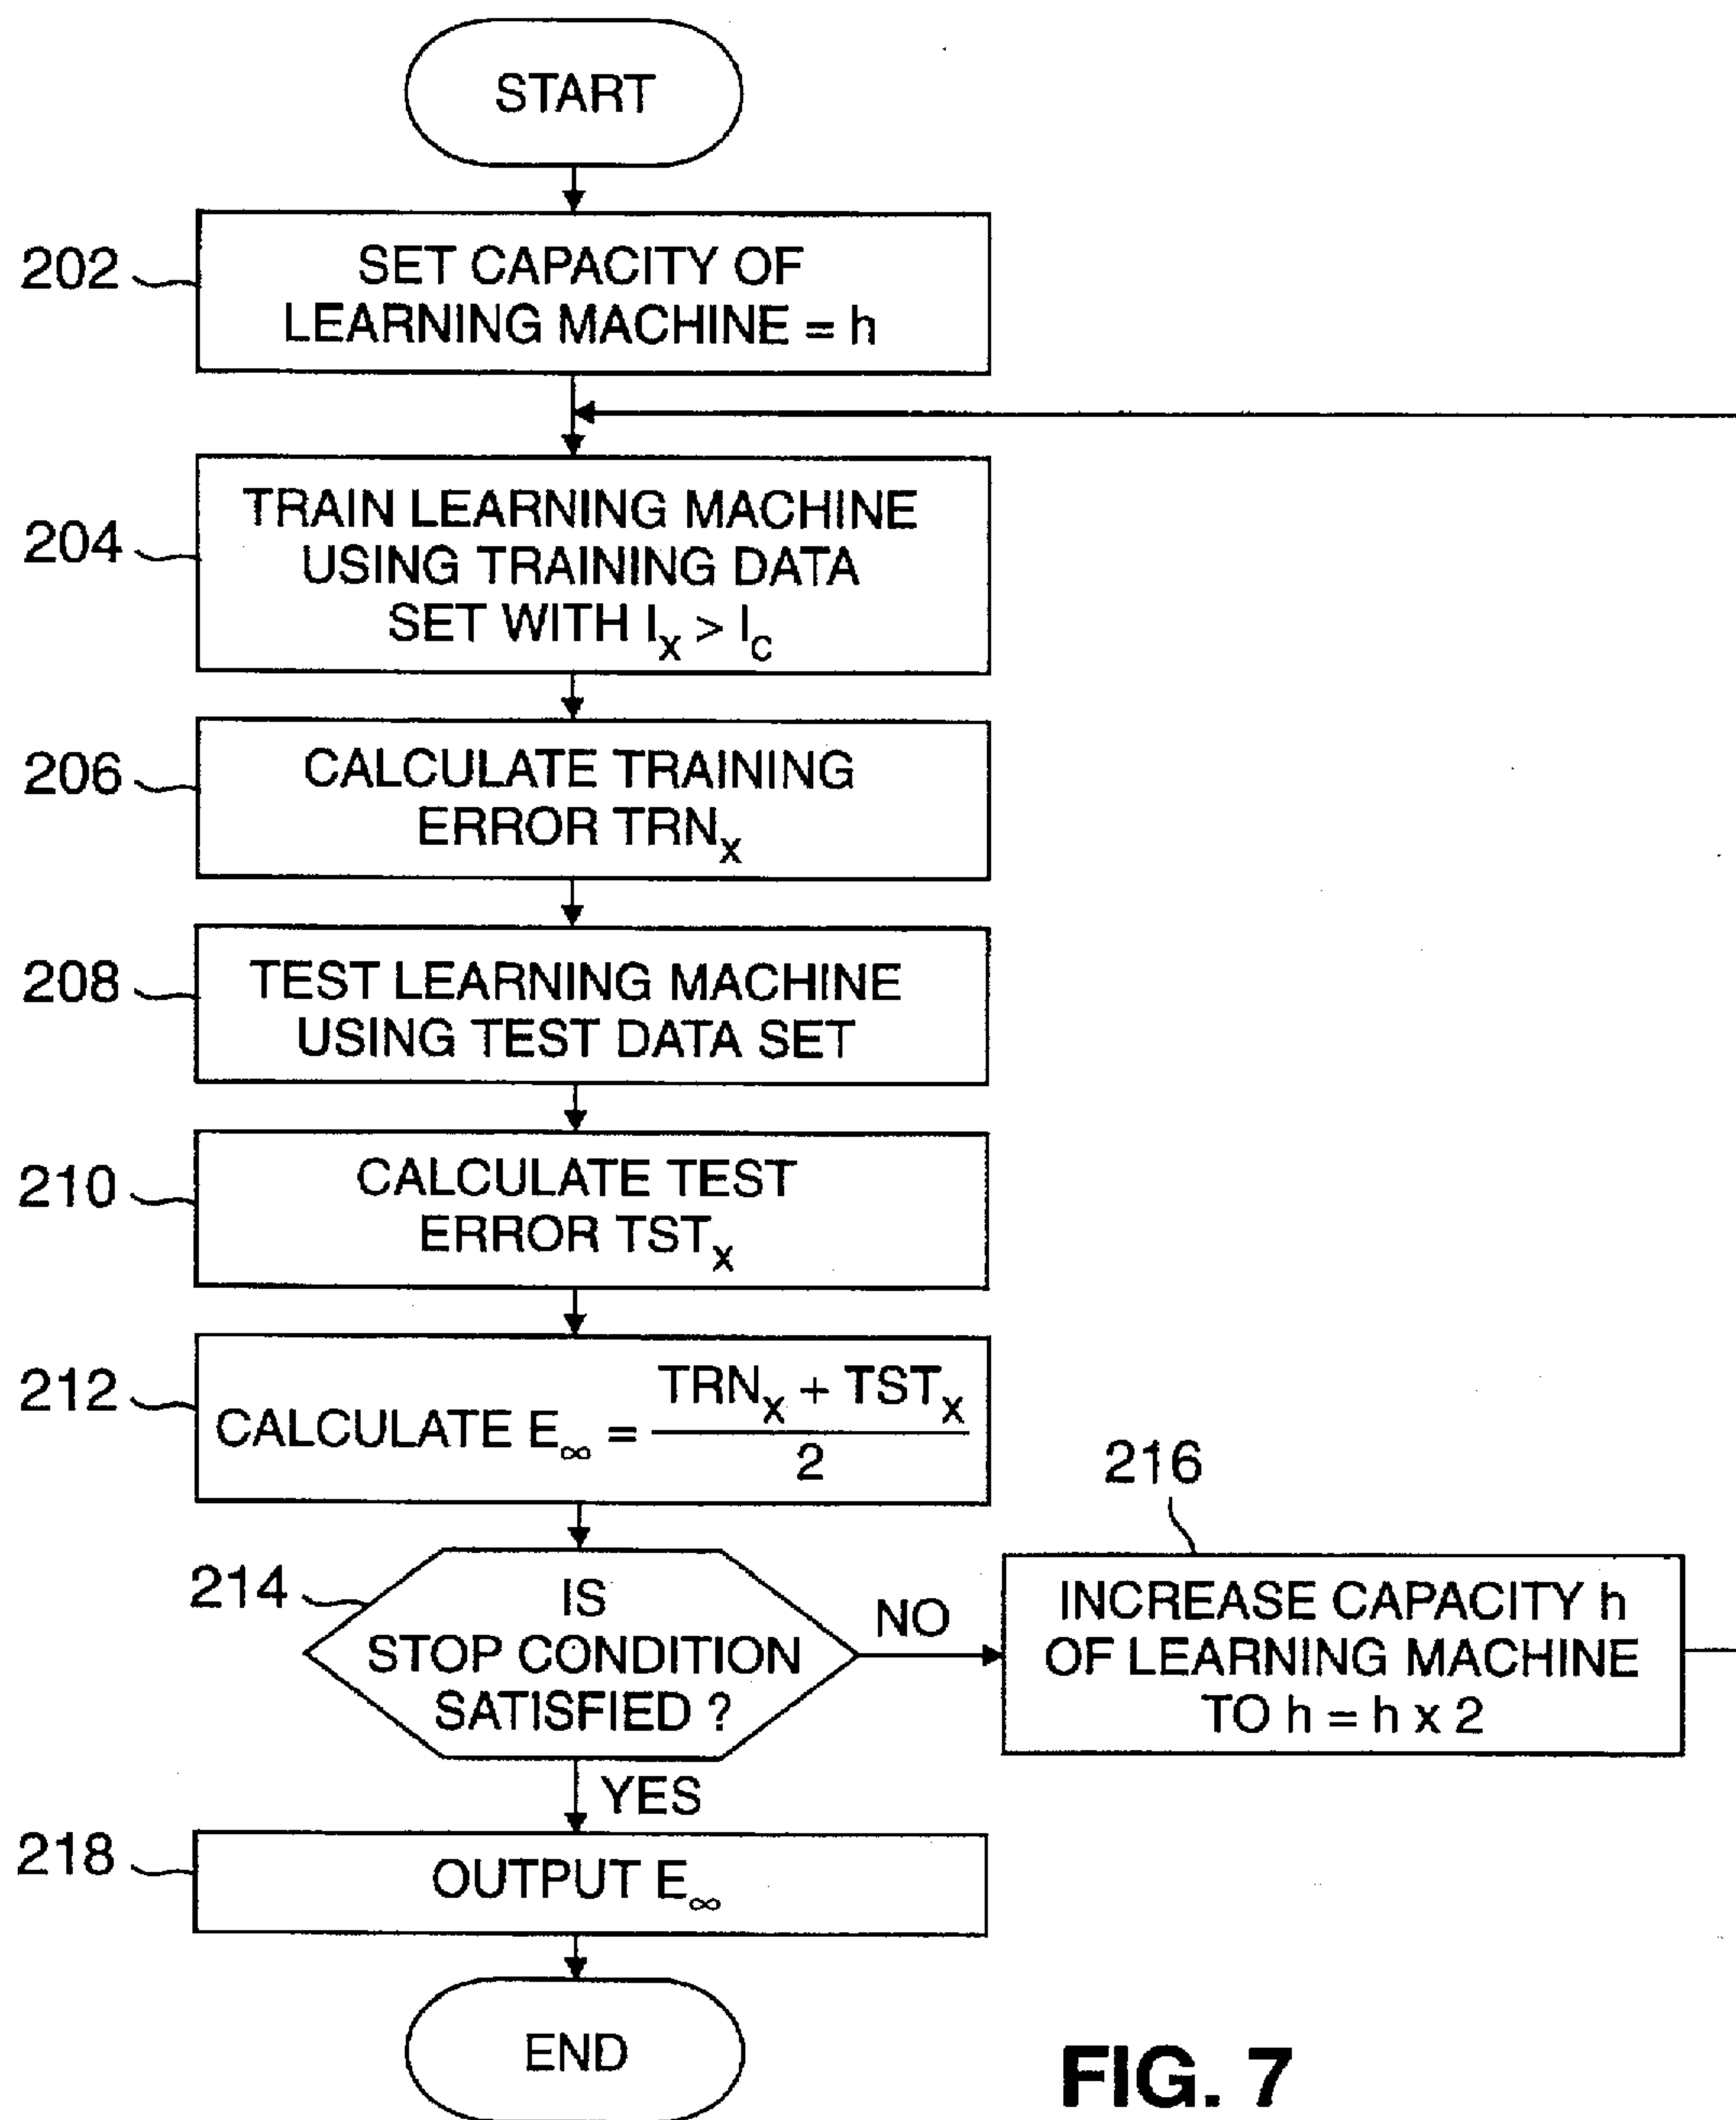 START
202
SET CAPACITY OF
LEARNING MACHINE = h
204
TRAIN LEARNING MACHINE
USING TRAINING DATA
SET WITH lₓ > l_c
206
CALCULATE TRAINING
ERROR TRNₓ
208
TEST LEARNING MACHINE
USING TEST DATA SET
210
CALCULATE TEST
ERROR TSTₓ
212
CALCULATE E_∞ = (TRNₓ + TSTₓ) / 2
214
IS
STOP CONDITION
SATISFIED ?
NO
216
INCREASE CAPACITY h
OF LEARNING MACHINE
TO h = h x 2
YES
218
OUTPUT E_∞
END
FIG. 7